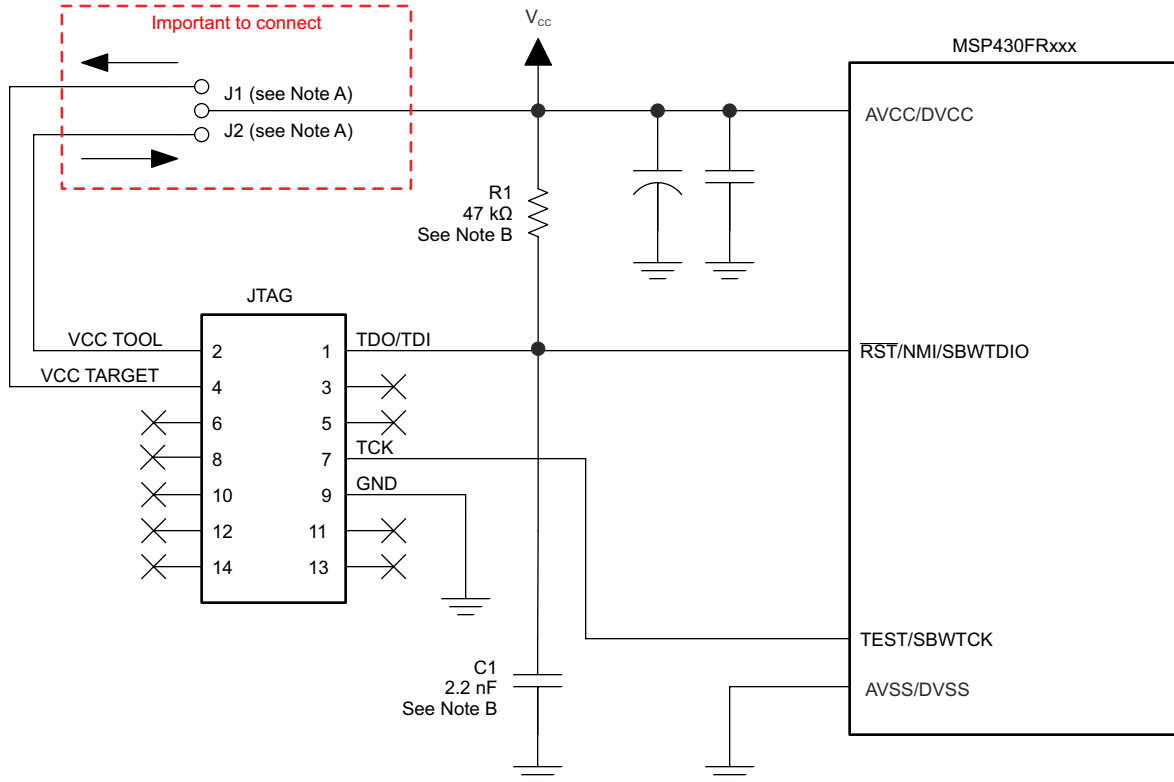 Important to connect
VCC
MSP430FRxxx
J1 (see Note A)
J2 (see Note A)
AVCC/DVCC
R1
47 kΩ
See Note B
JTAG
VCC TOOL
2
1
TDO/TDI
RST/NMI/SBWTDIO
VCC TARGET
4
3
6
5
8
7
TCK
10
9
GND
12
11
14
13
TEST/SBWTCK
C1
2.2 nF
See Note B
AVSS/DVSS